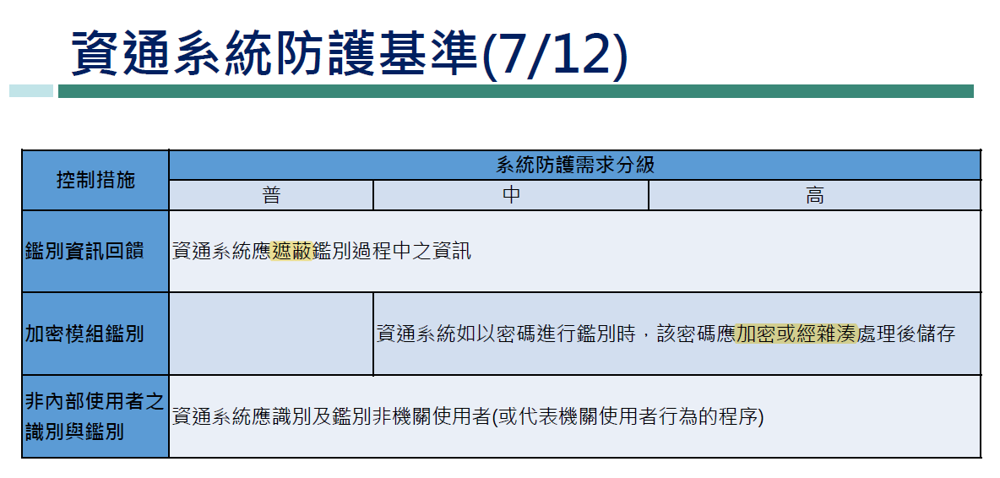 資通系統防護基準(7/12)
控制措施
系統防護需求分級
普
中
高
鑑別資訊回饋
資通系統應遮蔽鑑別過程中之資訊
加密模組鑑別
資通系統如以密碼進行鑑別時，該密碼應加密或經雜湊處理後儲存
非內部使用者之
識別與鑑別
資通系統應識別及鑑別非機關使用者(或代表機關使用者行為的程序)